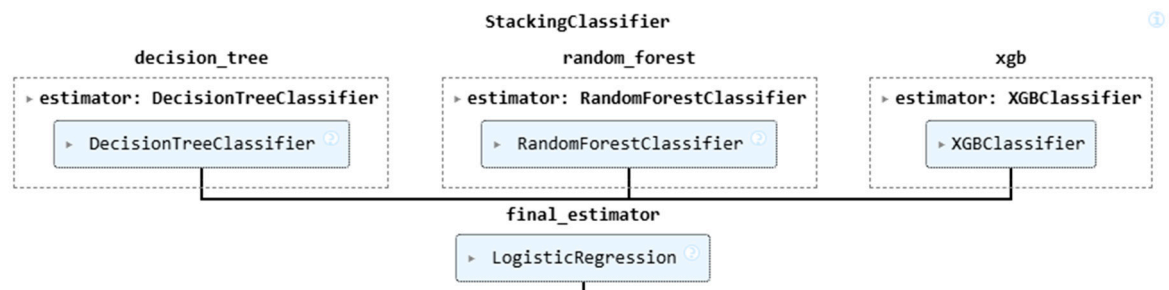 StackingClassifier
decision_tree
random_forest
xgb
estimator: DecisionTreeClassifier
estimator: RandomForestClassifier
estimator: XGBClassifier
DecisionTreeClassifier ?
RandomForestClassifier ?
XGBClassifier
final_estimator
LogisticRegression ?